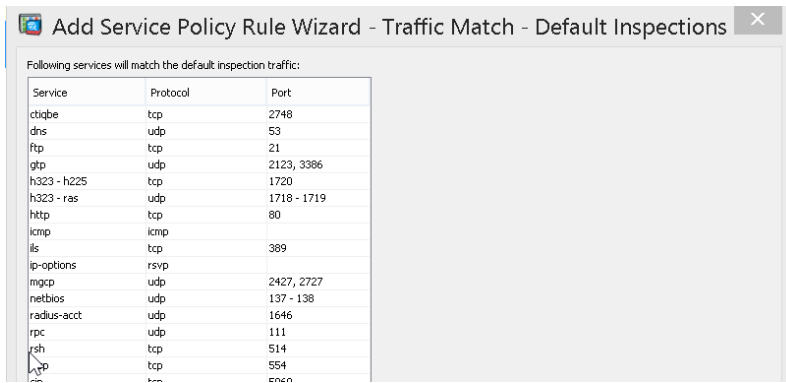 Add Service Policy Rule Wizard - Traffic Match - Default Inspections
Following services will match the default inspection traffic:
Service Protocol Port
ctiqbe tcp 2748
dns udp 53
ftp tcp 21
gtp udp 2123, 3386
h323 - h225 tcp 1720
h323 - ras udp 1718 - 1719
http tcp 80
icmp icmp
ils tcp 389
ip-options rsvp
mgcp udp 2427, 2727
netbios udp 137 - 138
radius-acct udp 1646
rpc udp 111
rsh tcp 514
tcp 554
sip tcp 5060